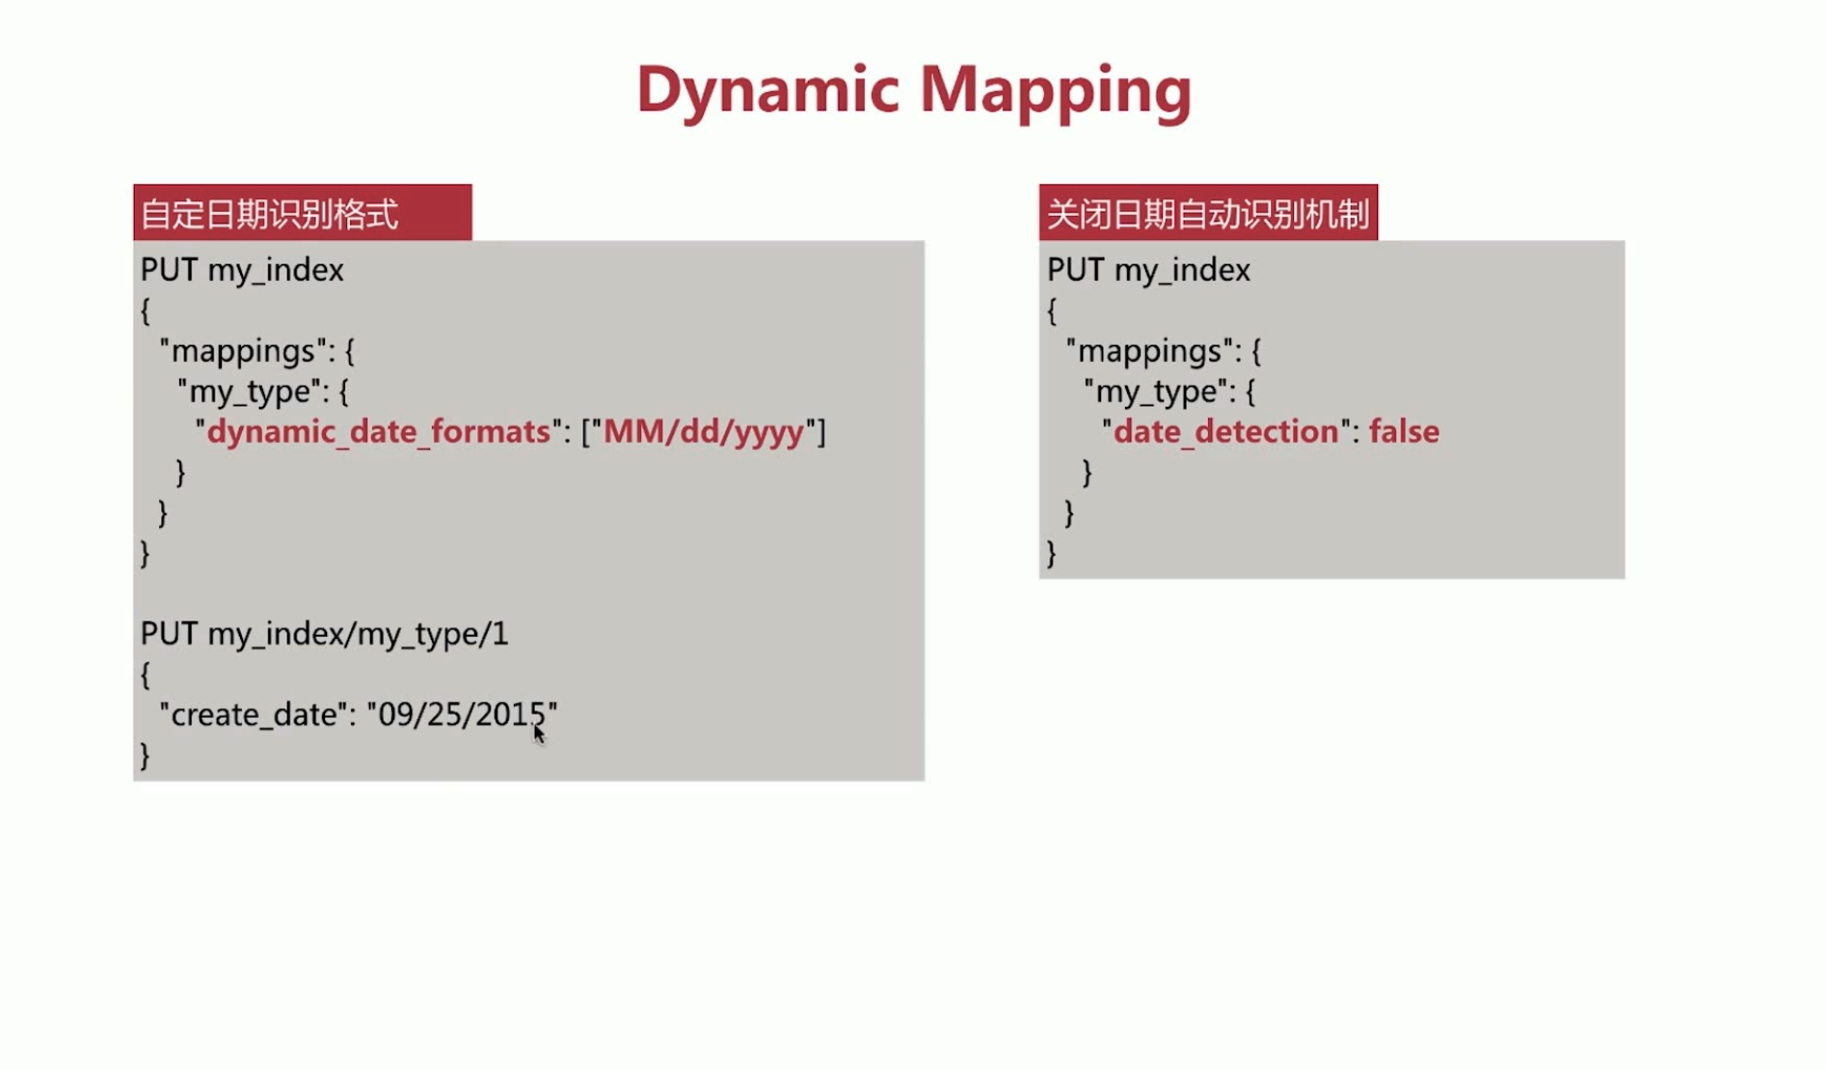 Dynamic Mapping
自定日期识别格式
PUT my_index
{
"mappings": {
"my_type": {
"dynamic_date_formats": ["MM/dd/yyyy"]
}
}
}
PUT my_index/my_type/1
{
"create_date": "09/25/2015"
}
关闭日期自动识别机制
PUT my_index
{
"mappings": {
"my_type": {
"date_detection": false
}
}
}